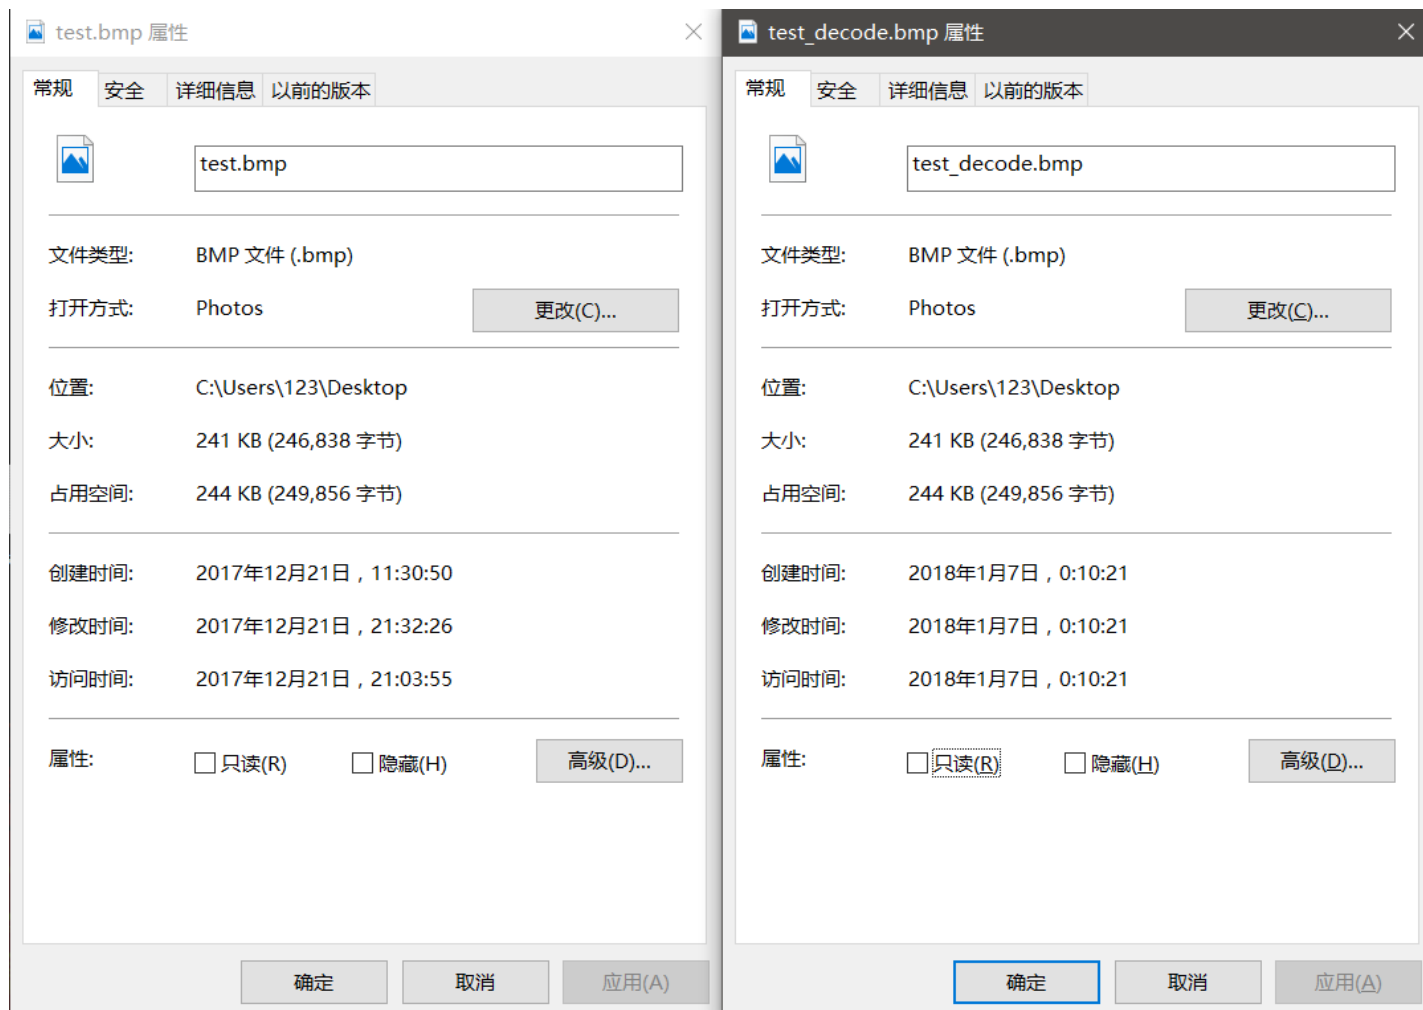 test.bmp 属性
常规 安全 详细信息 以前的版本
test.bmp
文件类型: BMP 文件 (.bmp)
打开方式: Photos 更改(C)...
位置: C:\Users\123\Desktop
大小: 241 KB (246,838 字节)
占用空间: 244 KB (249,856 字节)
创建时间: 2017年12月21日，11:30:50
修改时间: 2017年12月21日，21:32:26
访问时间: 2017年12月21日，21:03:55
属性: 只读(R) 隐藏(H) 高级(D)...
确定 取消 应用(A)
test_decode.bmp 属性
常规 安全 详细信息 以前的版本
test_decode.bmp
文件类型: BMP 文件 (.bmp)
打开方式: Photos 更改(C)...
位置: C:\Users\123\Desktop
大小: 241 KB (246,838 字节)
占用空间: 244 KB (249,856 字节)
创建时间: 2018年1月7日，0:10:21
修改时间: 2018年1月7日，0:10:21
访问时间: 2018年1月7日，0:10:21
属性: 只读(R) 隐藏(H) 高级(D)...
确定 取消 应用(A)